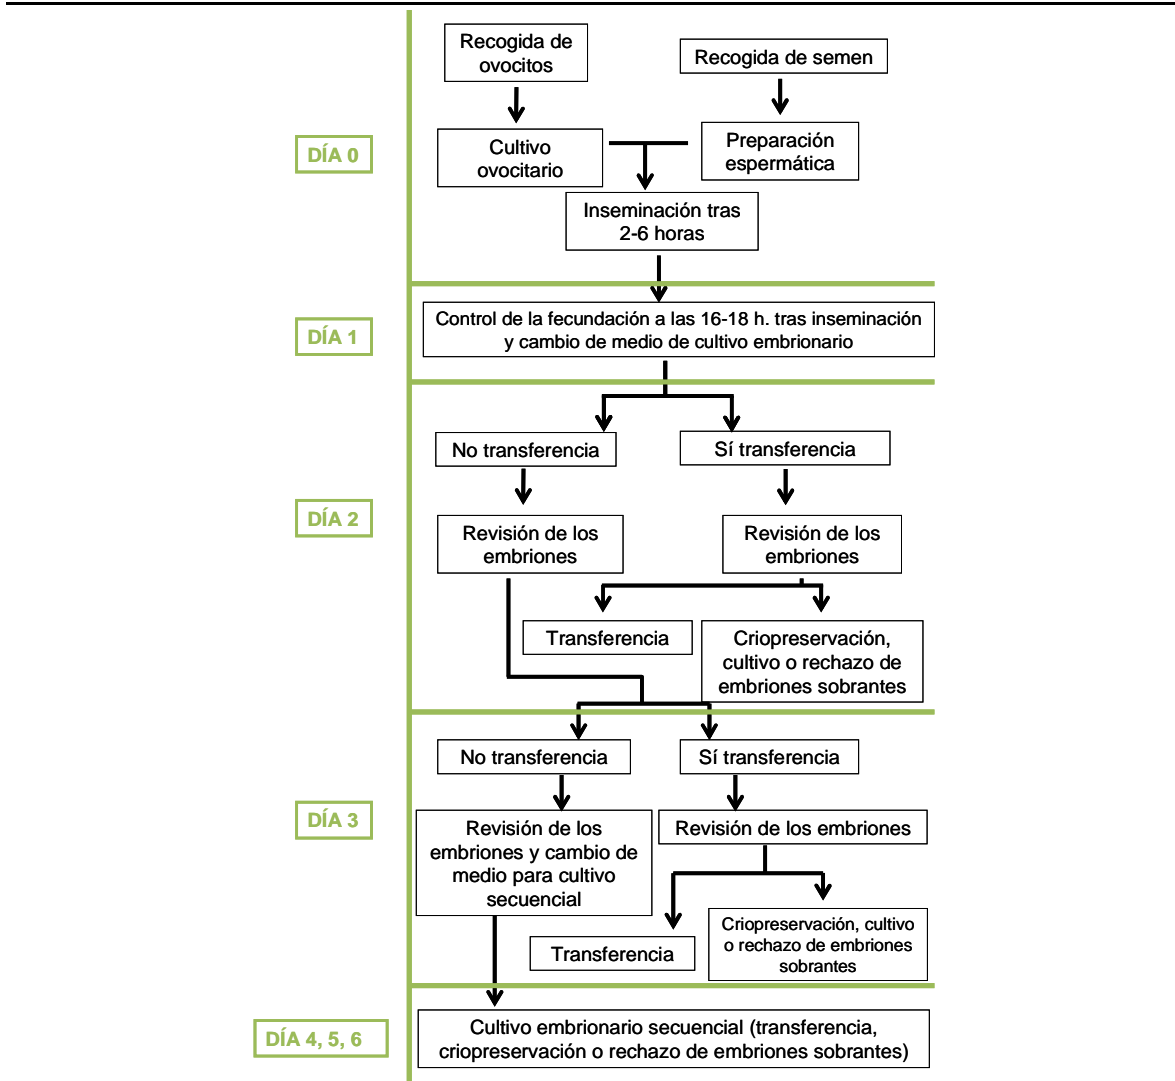 Recogida de
ovocitos
Recogida de semen
DÍA 0
Cultivo
ovocitario
Preparación
espermática
Inseminación tras
2-6 horas
DÍA 1
Control de la fecundación a las 16-18 h. tras inseminación
y cambio de medio de cultivo embrionario
No transferencia
Sí transferencia
DÍA 2
Revisión de los
embriones
Revisión de los
embriones
Transferencia
Criopreservación,
cultivo o rechazo de
embriones sobrantes
No transferencia
Sí transferencia
DÍA 3
Revisión de los
embriones y cambio de
medio para cultivo
secuencial
Revisión de los embriones
Transferencia
Criopreservación, cultivo
o rechazo de embriones
sobrantes
DÍA 4, 5, 6
Cultivo embrionario secuencial (transferencia,
criopreservación o rechazo de embriones sobrantes)